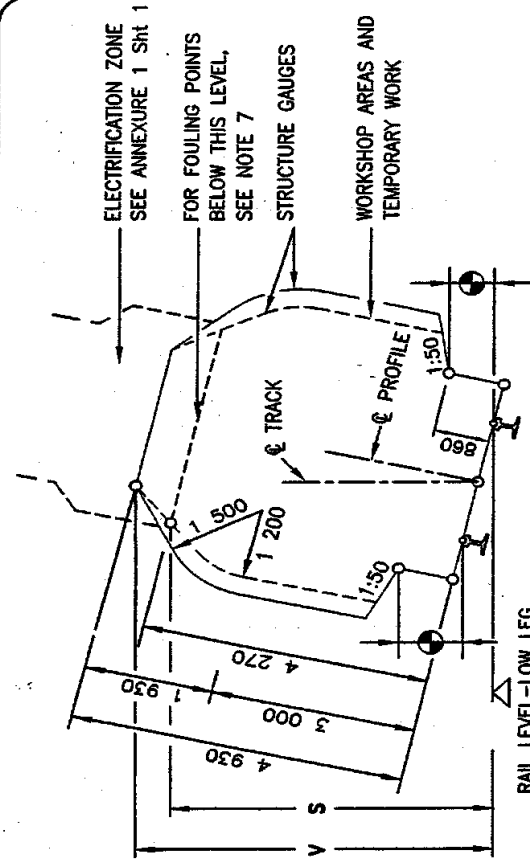 ELECTRIFICATION ZONE
SEE ANNEXURE 1 Sht 1
FOR FOULING POINTS
BELOW THIS LEVEL,
SEE NOTE 7
STRUCTURE GAUGES
WORKSHOP AREAS AND
TEMPORARY WORK
1 500
1 200
℄ TRACK
℄ PROFILE
1:50
1:50
860
4 270
1 930
3 000
4 930
S
V
RAIL LEVEL-LOW LEG